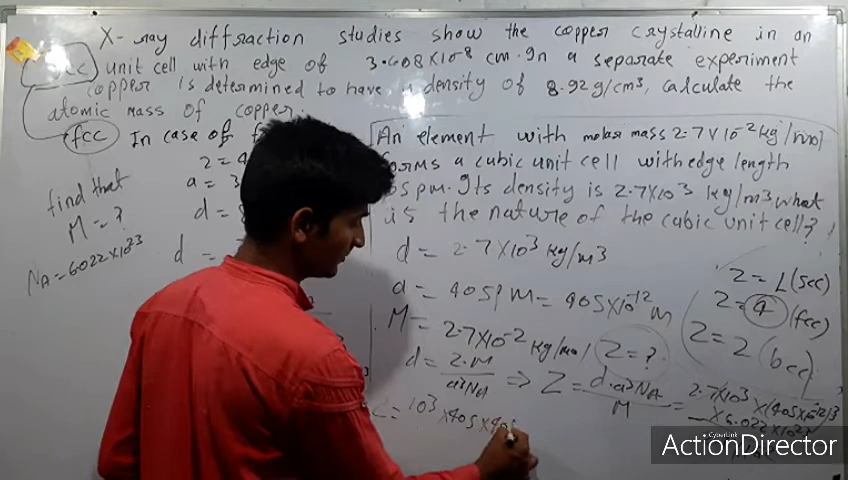 X-ray diffraction studies show the copper crystalline in an
fcc unit cell with edge of 3.608×10-8 cm. In a separate experiment
copper is determined to have a density of 8.92 g/cm3, calculate the
atomic mass of copper.
fcc In case of
Z = 4
a = 3
d = 8
find that
M = ?
NA = 6.022×1023
d =
An element with molar mass 2.7×10-2 kg/mol
forms a cubic unit cell with edge length
405 pm. Its density is 2.7×103 kg/m3 what
is the nature of the cubic unit cell?
d = 2.7×103 kg/m3
a = 405 pm = 405×10-12 m
M = 2.7×10-2 kg/mol
Z = ?
Z = 1 (scc)
Z = 4 (fcc)
Z = 2 (bcc)
d = Z.M / a3 NA ⇒ Z = d.a3 NA / M = 2.7×103 × (405×10-12)3
× 6.022×1023
Z = 103 × 405 × 405
CyberLink
ActionDirector